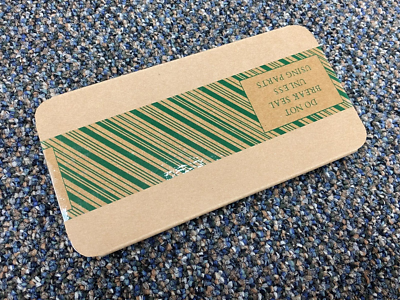 DO NOT
BREAK SEAL
UNLESS
USING PARTS